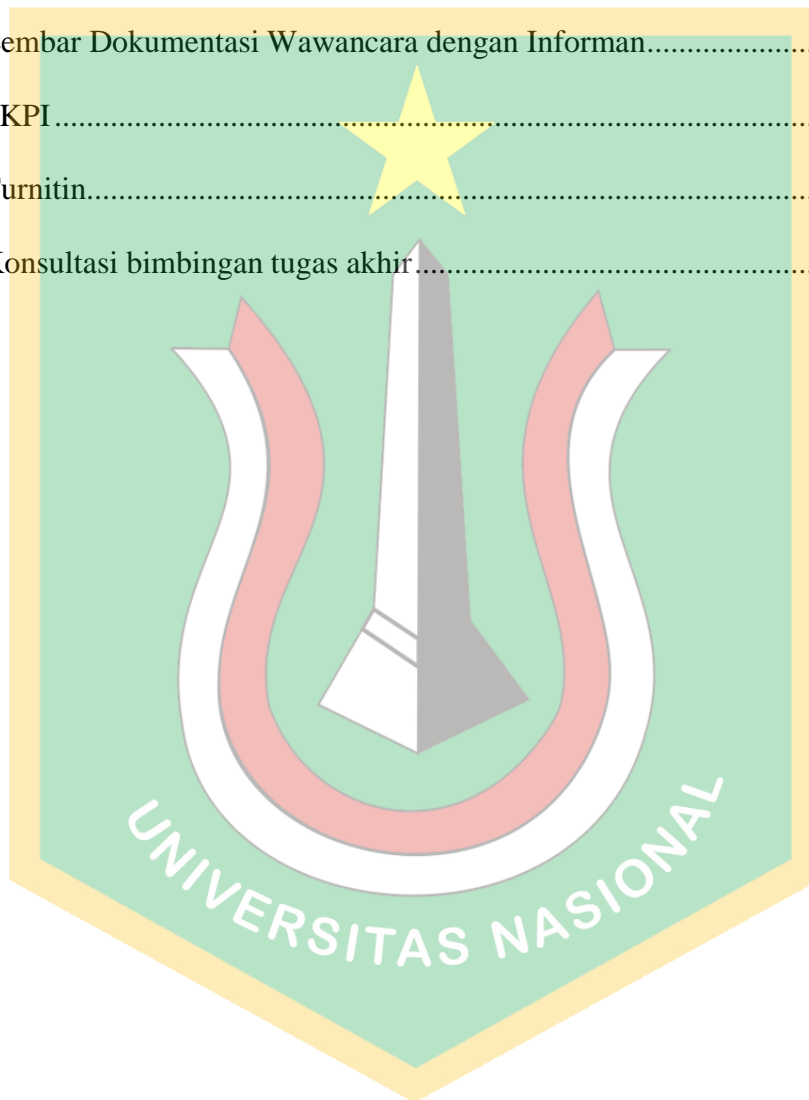 embar Dokumentasi Wawancara dengan Informan....................
KPI....................................................................................................
urnitin................................................................................................
Konsultasi bimbingan tugas akhir....................................................
UNIVERSITAS NASIONAL